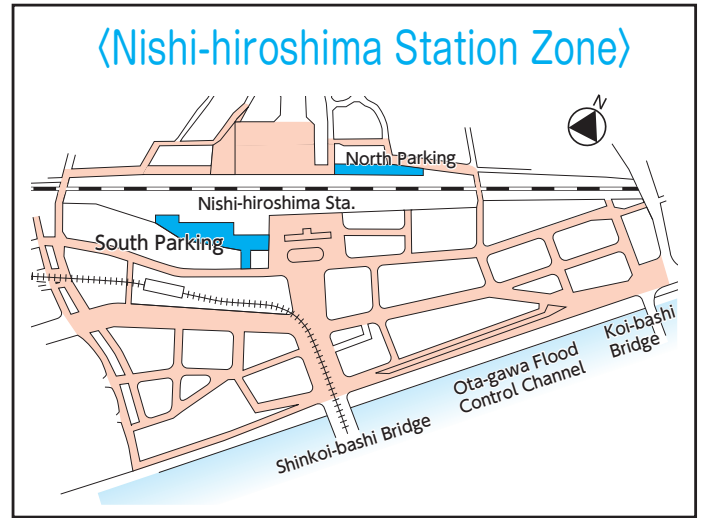 〈Nishi-hiroshima Station Zone〉
N
North Parking
Nishi-hiroshima Sta.
South Parking
Koi-bashi
Bridge
Ota-gawa Flood
Control Channel
Shinkoi-bashi Bridge